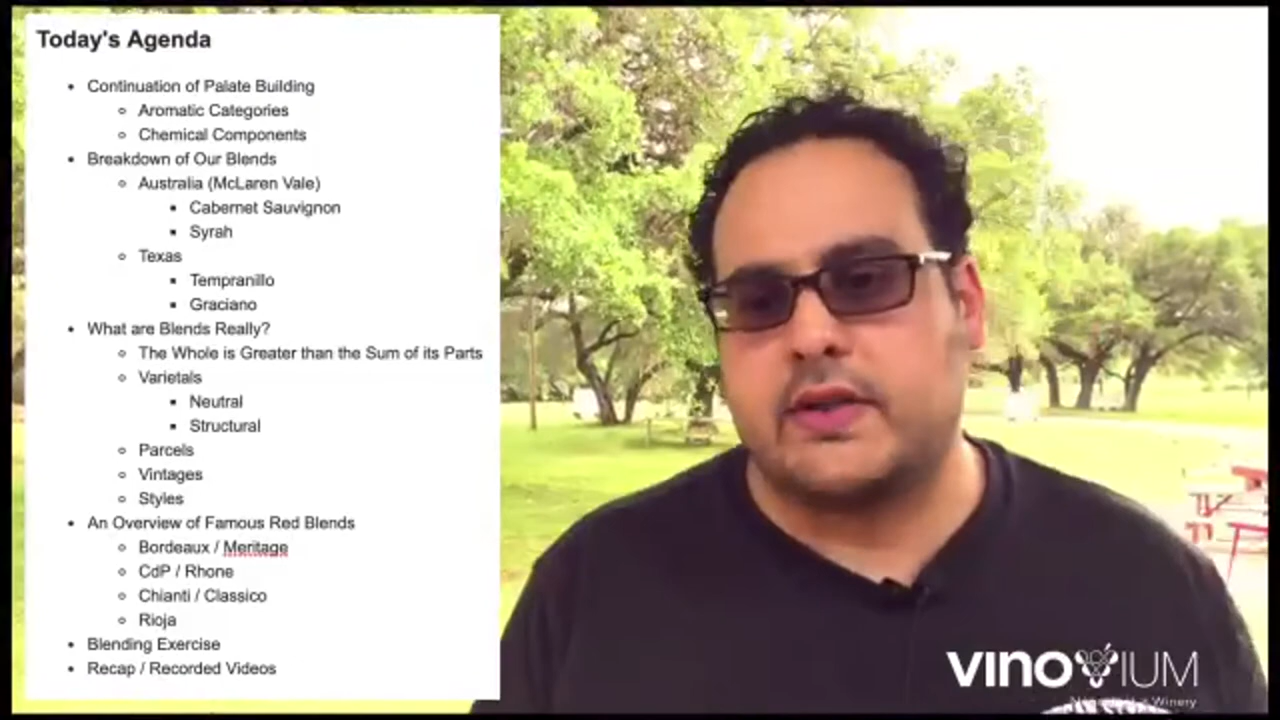 Today's Agenda
Continuation of Palate Building
Aromatic Categories
Chemical Components
Breakdown of Our Blends
Australia (McLaren Vale)
Cabernet Sauvignon
Syrah
Texas
Tempranillo
Graciano
What are Blends Really?
The Whole is Greater than the Sum of its Parts
Varietals
Neutral
Structural
Parcels
Vintages
Styles
An Overview of Famous Red Blends
Bordeaux / Meritage
CdP / Rhone
Chianti / Classico
Rioja
Blending Exercise
Recap / Recorded Videos
vinoVIUM
Winery